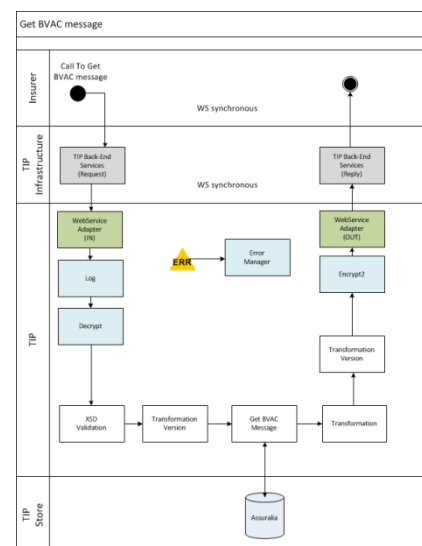 Get BVAC message
Insurer
Call To Get
BVAC message
WS synchronous
TIP
Infrastructure
TIP Back-End
Services
(Request)
TIP Back-End
Services
(Reply)
WS synchronous
TIP
WebService
Adapter
(IN)
WebService
Adapter
(OUT)
ERR
Error
Manager
Log
Encrypt2
Decrypt
Transformation
Version
XSD
Validation
Transformation
Version
Get BVAC
Message
Transformation
TIP
Store
Assuralia